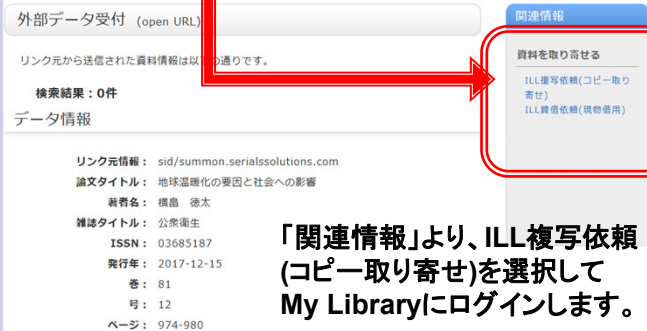 外部データ受付 (open URL)
関連情報
リンク元から送信された資料情報は以下の通りです。
資料を取り寄せる
ILL複写依頼(コピー取り
寄せ)
ILL貸借依頼(現物借用)
検索結果：0件
データ情報
リンク元情報： sid/summon.serialssolutions.com
論文タイトル： 地球温暖化の要因と社会への影響
著者名： 横畠 徳太
雑誌タイトル： 公衆衛生
ISSN： 03685187
発行年： 2017-12-15
巻： 81
号： 12
ページ： 974-980
「関連情報」より、ILL複写依頼
(コピー取り寄せ)を選択して
My Libraryにログインします。